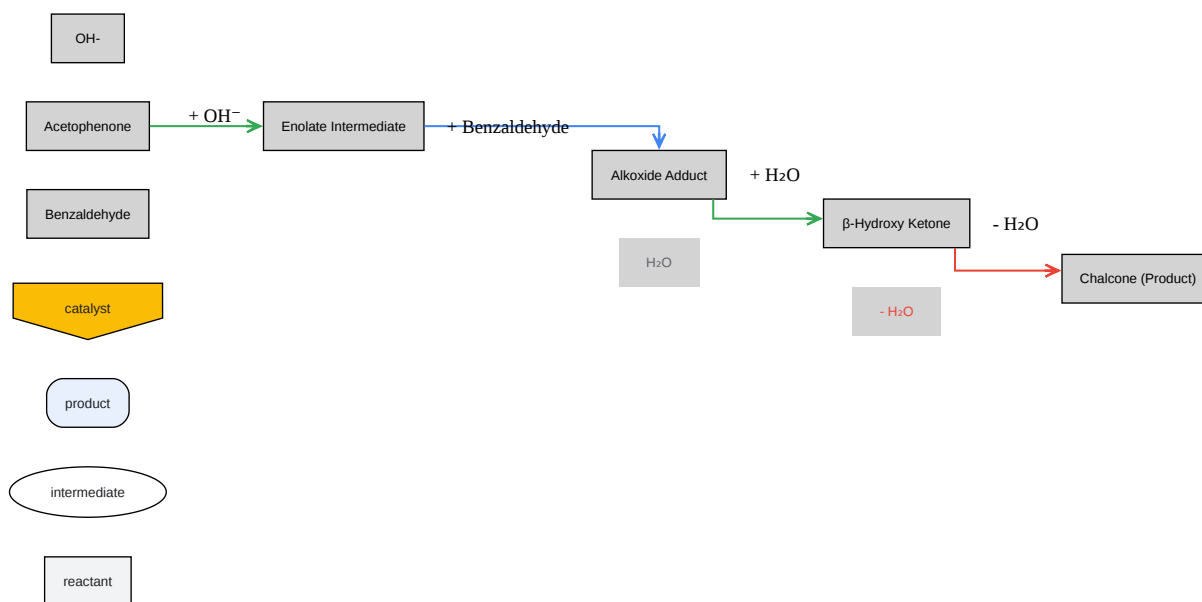 OH-
Acetophenone
+ OH⁻
Enolate Intermediate
+ Benzaldehyde
Alkoxide Adduct
+ H₂O
Benzaldehyde
β-Hydroxy Ketone
- H₂O
H₂O
Chalcone (Product)
catalyst
- H₂O
product
intermediate
reactant